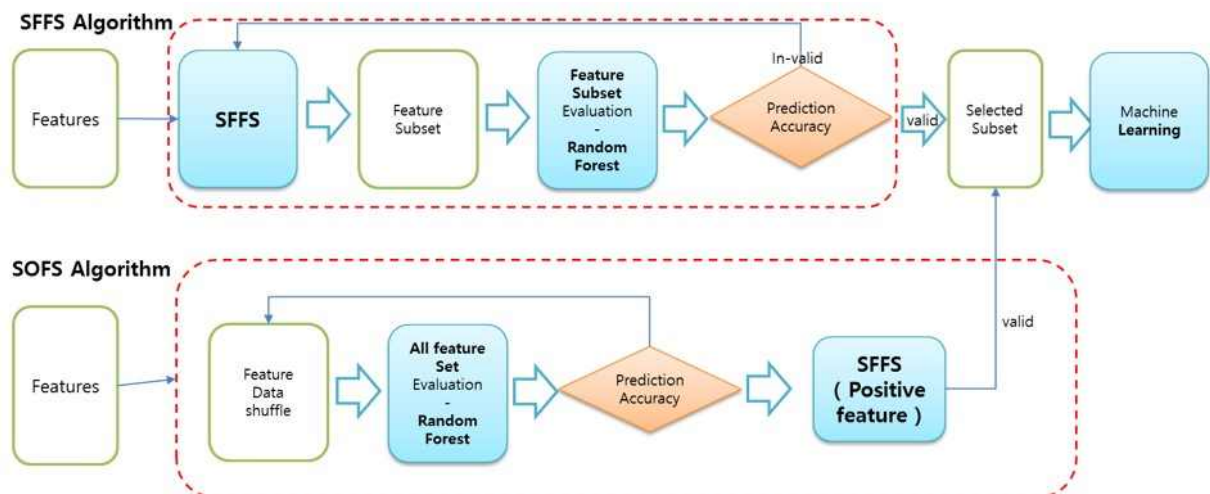 SFFS Algorithm
Features
SFFS
Feature
Subset
Feature
Subset
Evaluation
-
Random
Forest
In-valid
Prediction
Accuracy
valid
Selected
Subset
Machine
Learning
SOFS Algorithm
Features
Feature
Data
shuffle
All feature
Set
Evaluation
-
Random
Forest
Prediction
Accuracy
SFFS
( Positive
feature )
valid